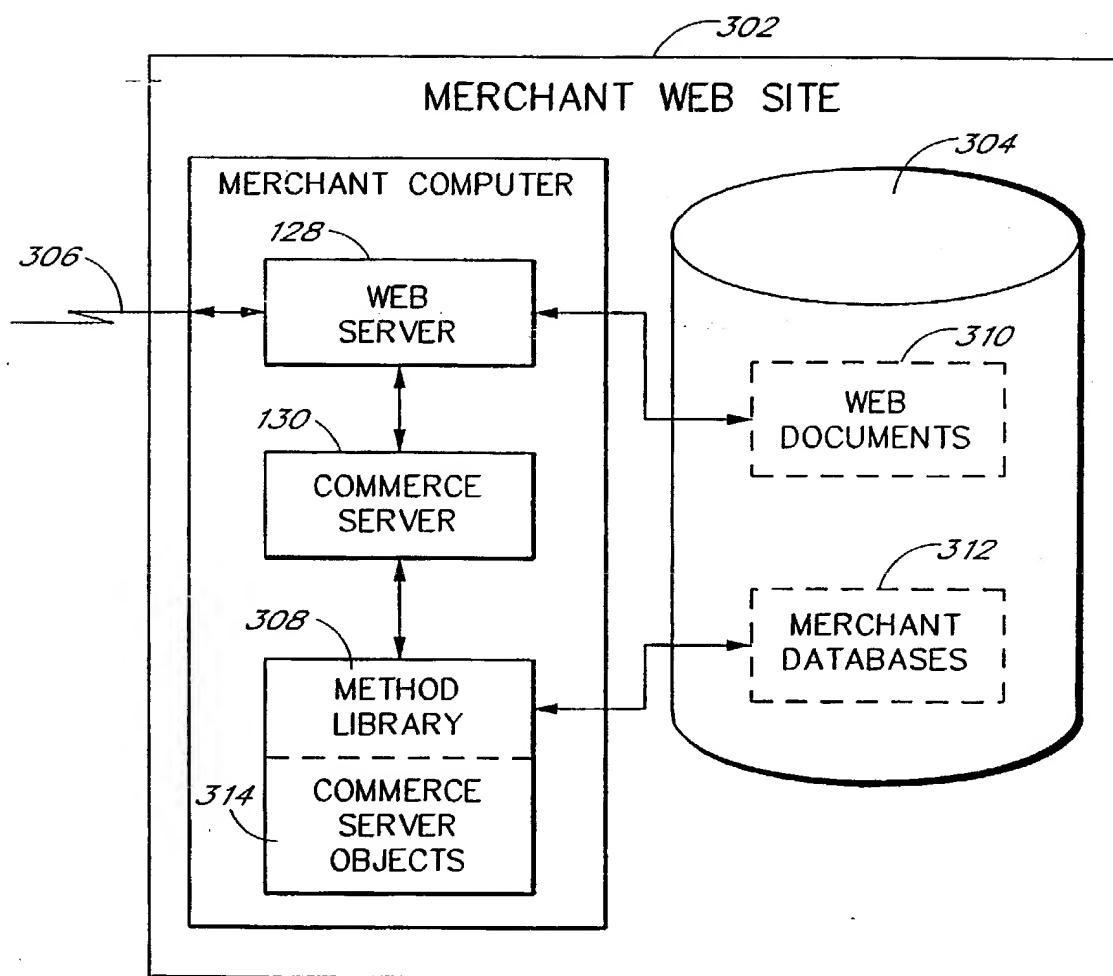 302
MERCHANT WEB SITE
304
MERCHANT COMPUTER
128
306
WEB
SERVER
310
WEB
DOCUMENTS
130
COMMERCE
SERVER
312
MERCHANT
DATABASES
308
METHOD
LIBRARY
314
COMMERCE
SERVER
OBJECTS